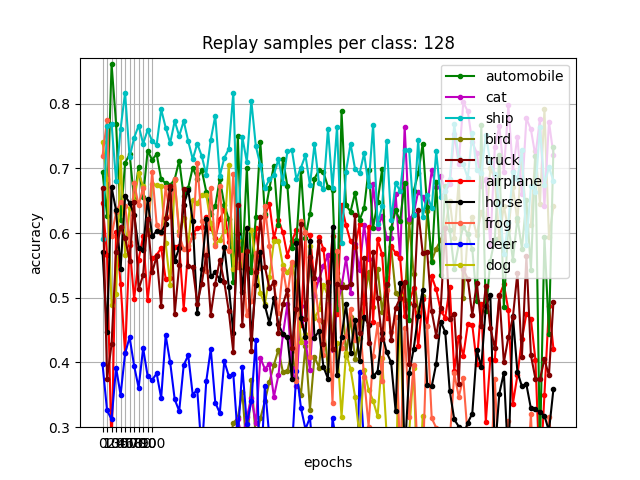 Replay samples per class: 128
accuracy
0.8
0.7
0.6
0.5
0.4
0.3
automobile
cat
ship
bird
truck
airplane
horse
frog
deer
dog
epochs